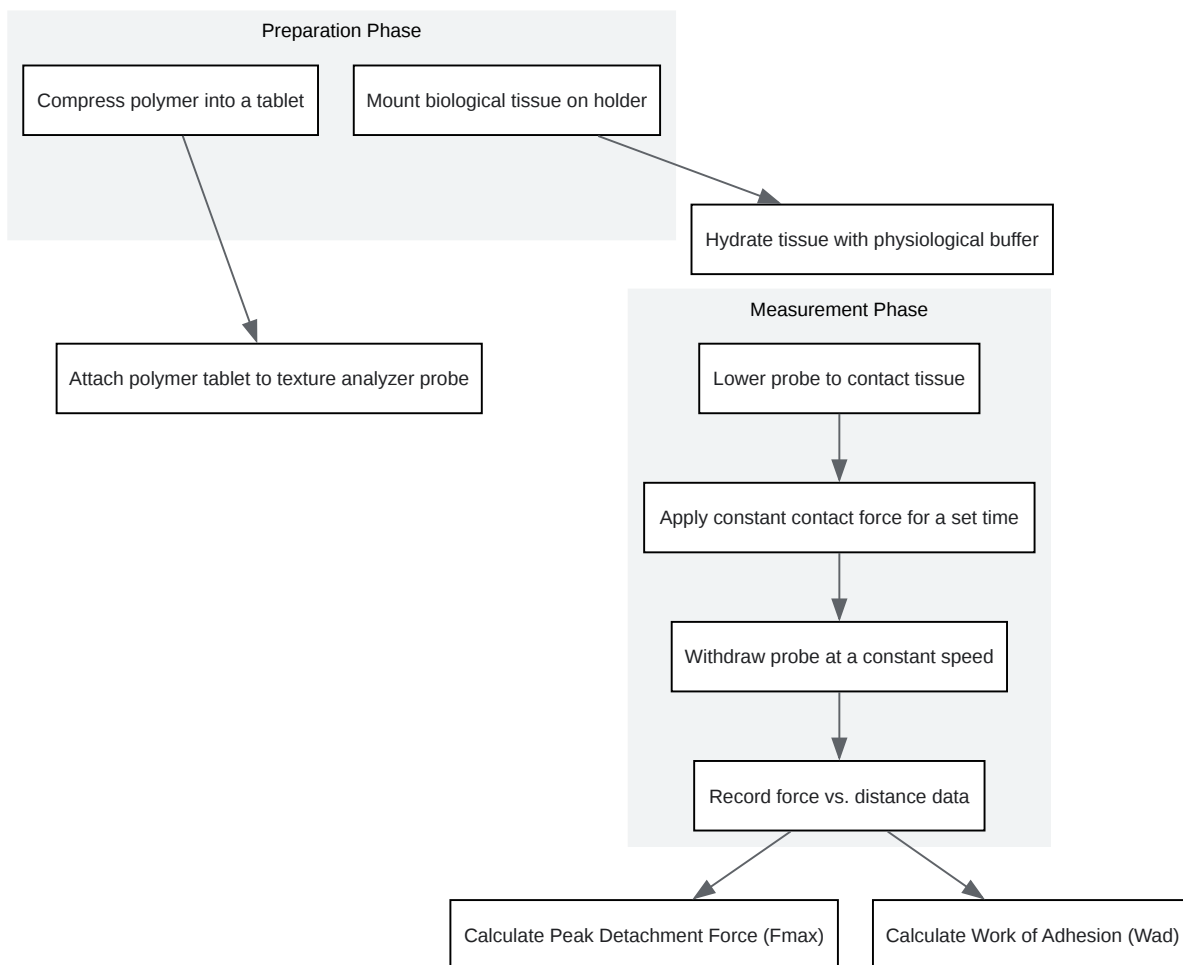 Preparation Phase
Compress polymer into a tablet
Mount biological tissue on holder
Hydrate tissue with physiological buffer
Attach polymer tablet to texture analyzer probe
Measurement Phase
Lower probe to contact tissue
Apply constant contact force for a set time
Withdraw probe at a constant speed
Record force vs. distance data
Calculate Peak Detachment Force (Fmax)
Calculate Work of Adhesion (Wad)